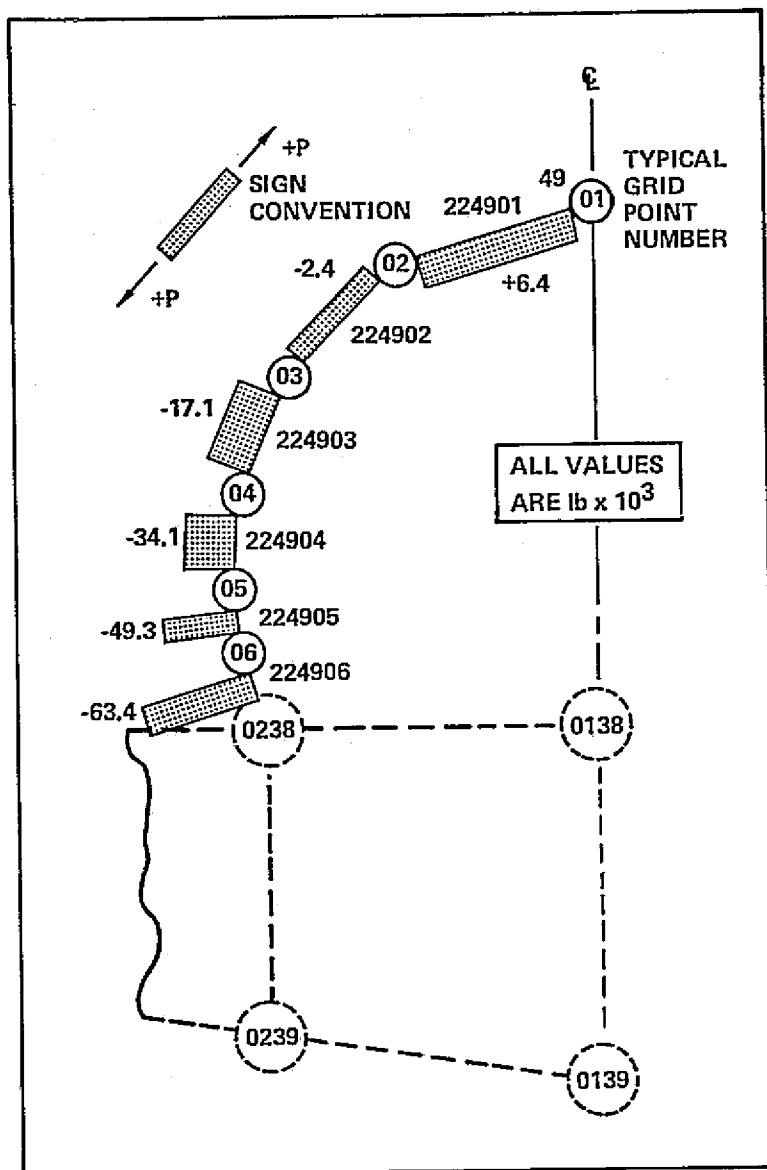 ℄
+P
SIGN
CONVENTION
+P
49
01
TYPICAL
GRID
POINT
NUMBER
224901
02
-2.4
+6.4
224902
03
-17.1
224903
04
ALL VALUES
ARE lb x 10³
-34.1
224904
05
-49.3
224905
06
224906
-63.4
0238
0138
0239
0139